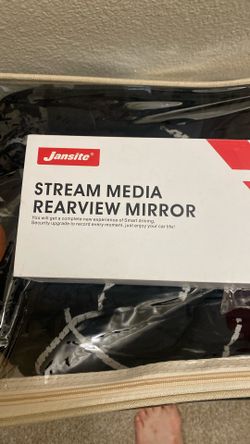 Jansite®
STREAM MEDIA
REARVIEW MIRROR
You will get a complete new experience of Smart driving,
Security upgrade to record every moment, just enjoy your car life!